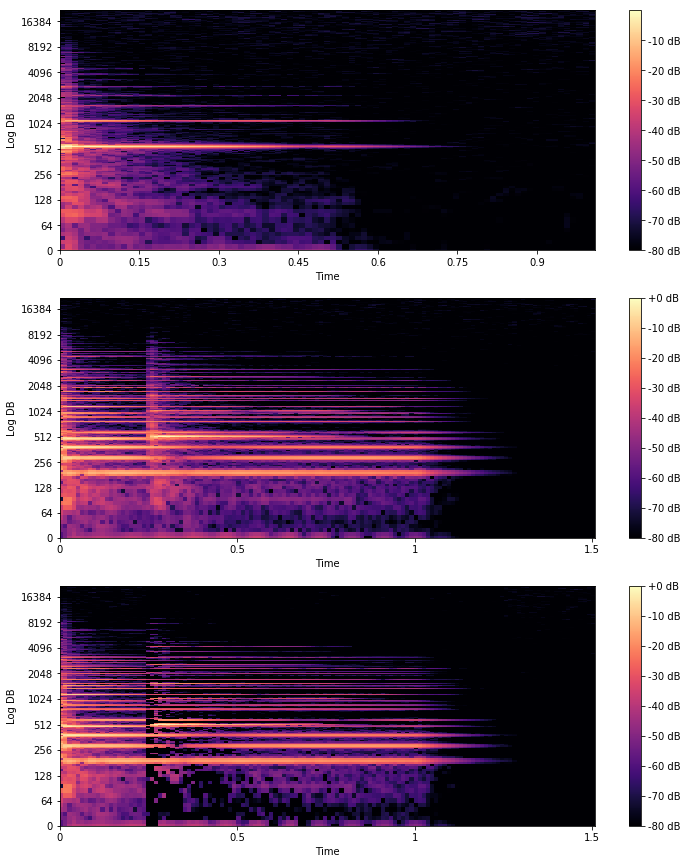 16384
8192
4096
2048
1024
512
256
128
64
0
Log DB
0
0.15
0.3
0.45
0.6
0.75
0.9
Time
-10 dB
-20 dB
-30 dB
-40 dB
-50 dB
-60 dB
-70 dB
-80 dB
16384
8192
4096
2048
1024
512
256
128
64
0
Log DB
0
0.5
1
1.5
Time
+0 dB
-10 dB
-20 dB
-30 dB
-40 dB
-50 dB
-60 dB
-70 dB
-80 dB
16384
8192
4096
2048
1024
512
256
128
64
0
Log DB
0
0.5
1
1.5
Time
+0 dB
-10 dB
-20 dB
-30 dB
-40 dB
-50 dB
-60 dB
-70 dB
-80 dB